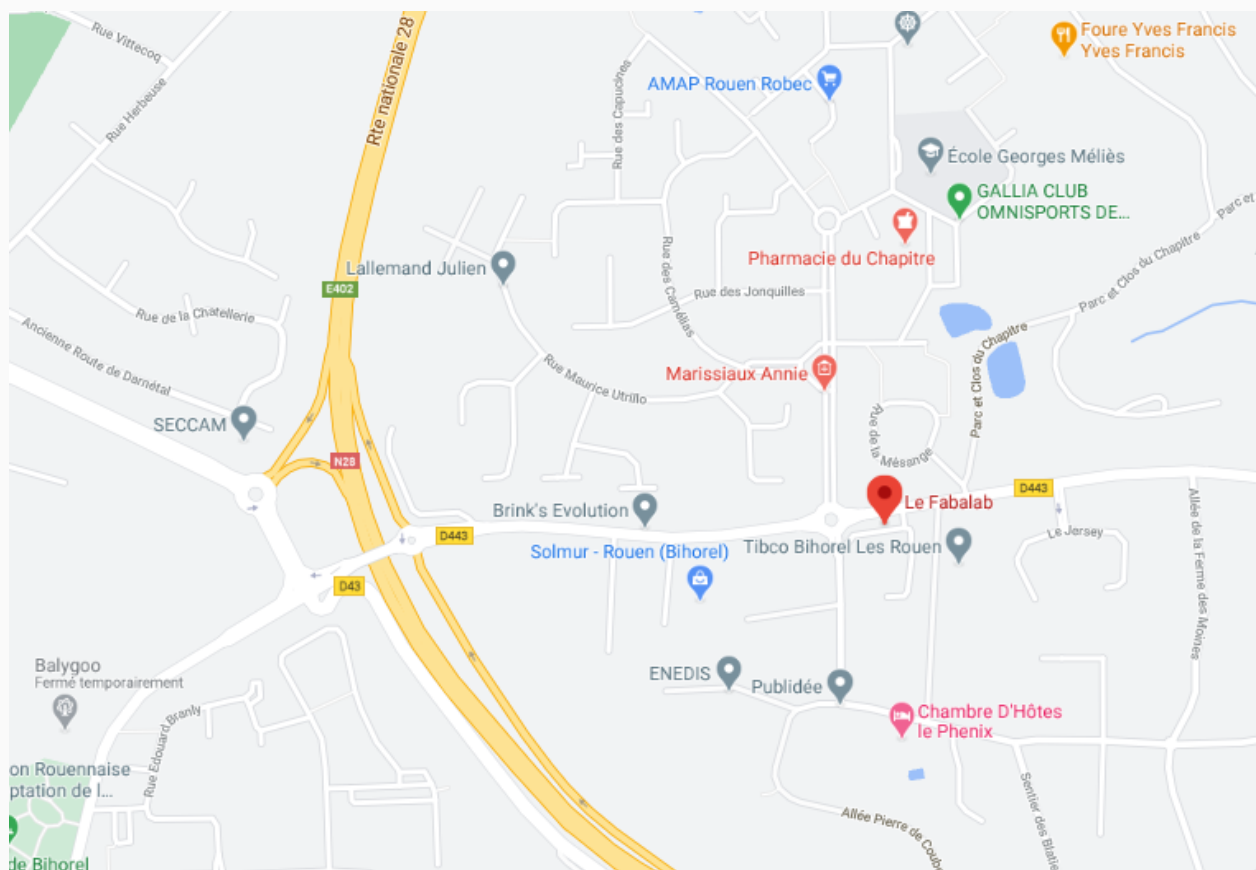 Rue Vittecoq
Rte nationale 28
Foure Yves Francis
Yves Francis
AMAP Rouen Robec
Rue Herbeuse
Rue des Capucines
École Georges Méliès
GALLIA CLUB
OMNISPORTS DE...
Parc et
Pharmacie du Chapitre
Parc et Clos du Chapitre
Lallemand Julien
Rue des Camélias
Rue des Jonquilles
E402
Rue de la Chatellerie
Ancienne Route de Darnétal
Parc et Clos du Chapitre
Marissiaux Annie
Rue Maurice Utrillo
SECCAM
Rue de la Mésange
N28
D443
Le Fabalab
Brink's Evolution
D443
Le Jersey
Tibco Bihorel Les Rouen
Solmur - Rouen (Bihorel)
D43
Allée de la Ferme des Moines
Balygoo
Fermé temporairement
ENEDIS
Publidée
Chambre D'Hôtes
le Phenix
Rue Edouard Branly
on Rouennaise
ptation de l...
Allée Pierre de Coube
Sentier des Blatie
de Bihorel